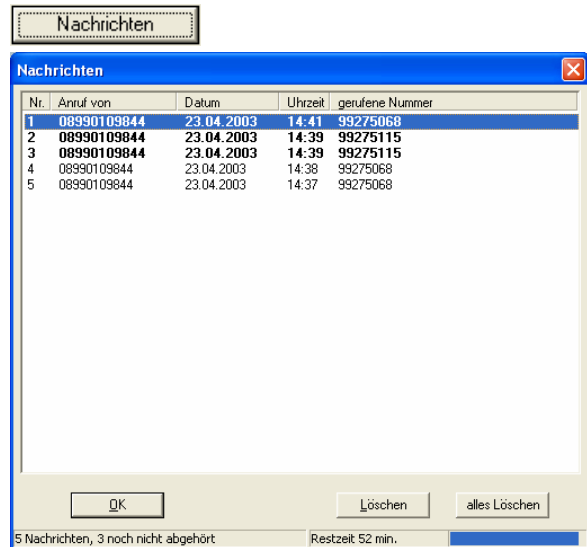 Nachrichten
Nachrichten
Nr. Anruf von Datum Uhrzeit gerufene Nummer
1 08990109844 23.04.2003 14:41 99275068
2 08990109844 23.04.2003 14:39 99275115
3 08990109844 23.04.2003 14:39 99275115
4 08990109844 23.04.2003 14:38 99275068
5 08990109844 23.04.2003 14:37 99275068
OK Löschen alles Löschen
5 Nachrichten, 3 noch nicht abgehört Restzeit 52 min.